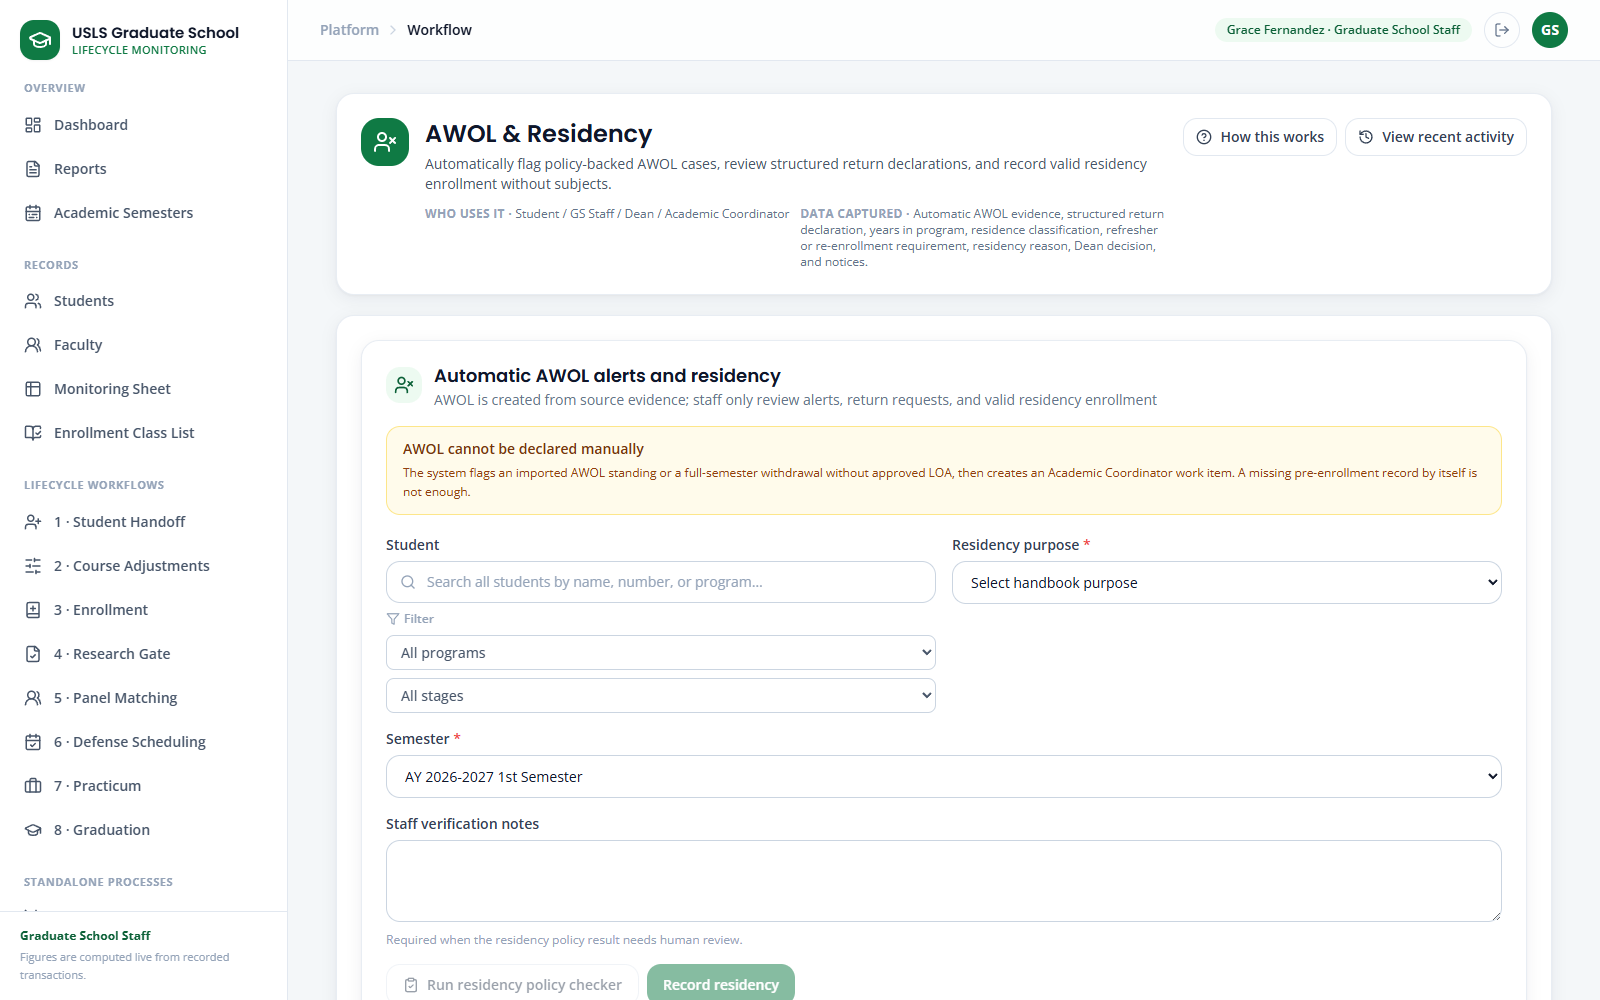 USLS Graduate School
LIFECYCLE MONITORING
OVERVIEW
Dashboard
Reports
Academic Semesters
RECORDS
Students
Faculty
Monitoring Sheet
Enrollment Class List
LIFECYCLE WORKFLOWS
1 · Student Handoff
2 · Course Adjustments
3 · Enrollment
4 · Research Gate
5 · Panel Matching
6 · Defense Scheduling
7 · Practicum
8 · Graduation
STANDALONE PROCESSES
Graduate School Staff
Figures are computed live from recorded
transactions.
Platform > Workflow
Grace Fernandez · Graduate School Staff
GS
AWOL & Residency
Automatically flag policy-backed AWOL cases, review structured return declarations, and record valid residency
enrollment without subjects.
WHO USES IT · Student / GS Staff / Dean / Academic Coordinator
DATA CAPTURED · Automatic AWOL evidence, structured return
declaration, years in program, residence classification, refresher
or re-enrollment requirement, residency reason, Dean decision,
and notices.
How this works
View recent activity
Automatic AWOL alerts and residency
AWOL is created from source evidence; staff only review alerts, return requests, and valid residency enrollment
AWOL cannot be declared manually
The system flags an imported AWOL standing or a full-semester withdrawal without approved LOA, then creates an Academic Coordinator work item. A missing pre-enrollment record by itself is
not enough.
Student
Search all students by name, number, or program...
Filter
All programs
All stages
Residency purpose *
Select handbook purpose
Semester *
AY 2026-2027 1st Semester
Staff verification notes
Required when the residency policy result needs human review.
Run residency policy checker
Record residency